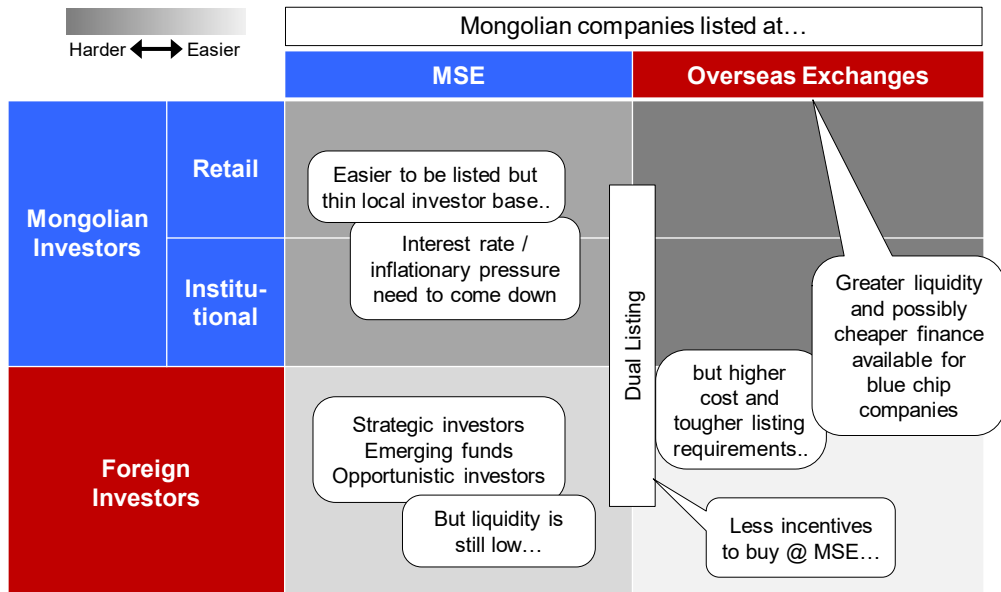 Harder
Easier
Mongolian companies listed at…
MSE
Overseas Exchanges
Mongolian
Investors
Retail
Institu-
tional
Easier to be listed but
thin local investor base..
Interest rate /
inflationary pressure
need to come down
Dual Listing
Greater liquidity
and possibly
cheaper finance
available for
blue chip
companies
but higher
cost and
tougher listing
requirements..
Foreign
Investors
Strategic investors
Emerging funds
Opportunistic investors
But liquidity is
still low…
Less incentives
to buy @ MSE…